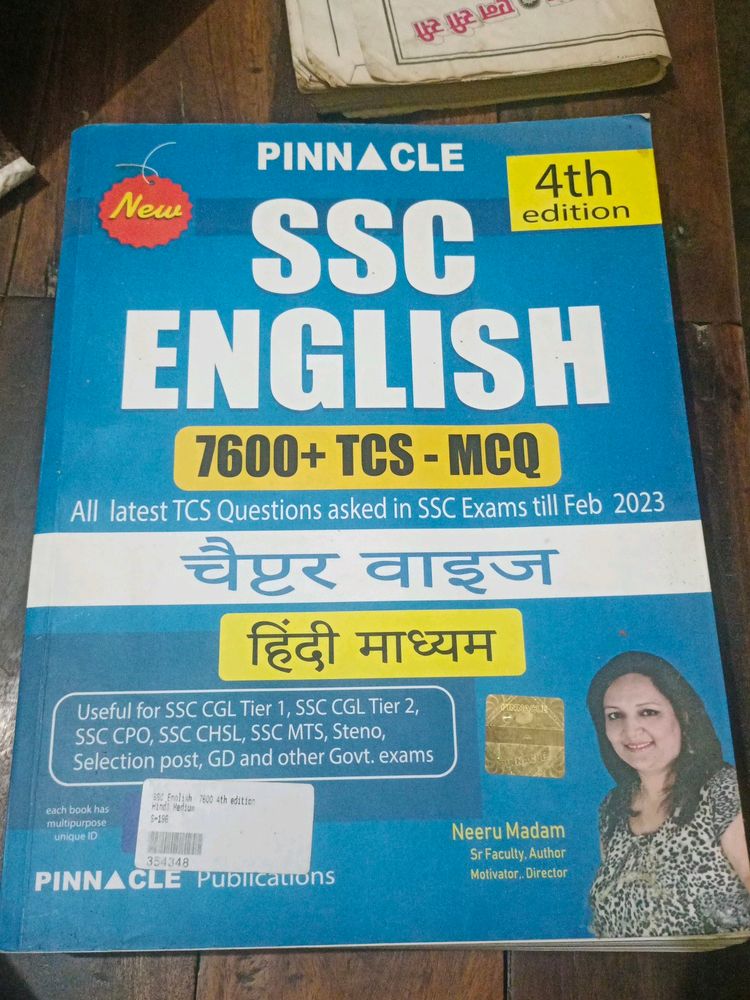 PINNACLE
New
4th
edition
SSC
ENGLISH
7600+ TCS - MCQ
All latest TCS Questions asked in SSC Exams till Feb 2023
चैप्टर वाइज
हिंदी माध्यम
Useful for SSC CGL Tier 1, SSC CGL Tier 2,
SSC CPO, SSC CHSL, SSC MTS, Steno,
Selection post, GD and other Govt. exams
SSC English 7600 4th edition
Hindi Medium
S-196
354348
each book has
multipurpose
unique ID
Neeru Madam
Sr Faculty, Author
Motivator,. Director
PINNACLE Publications